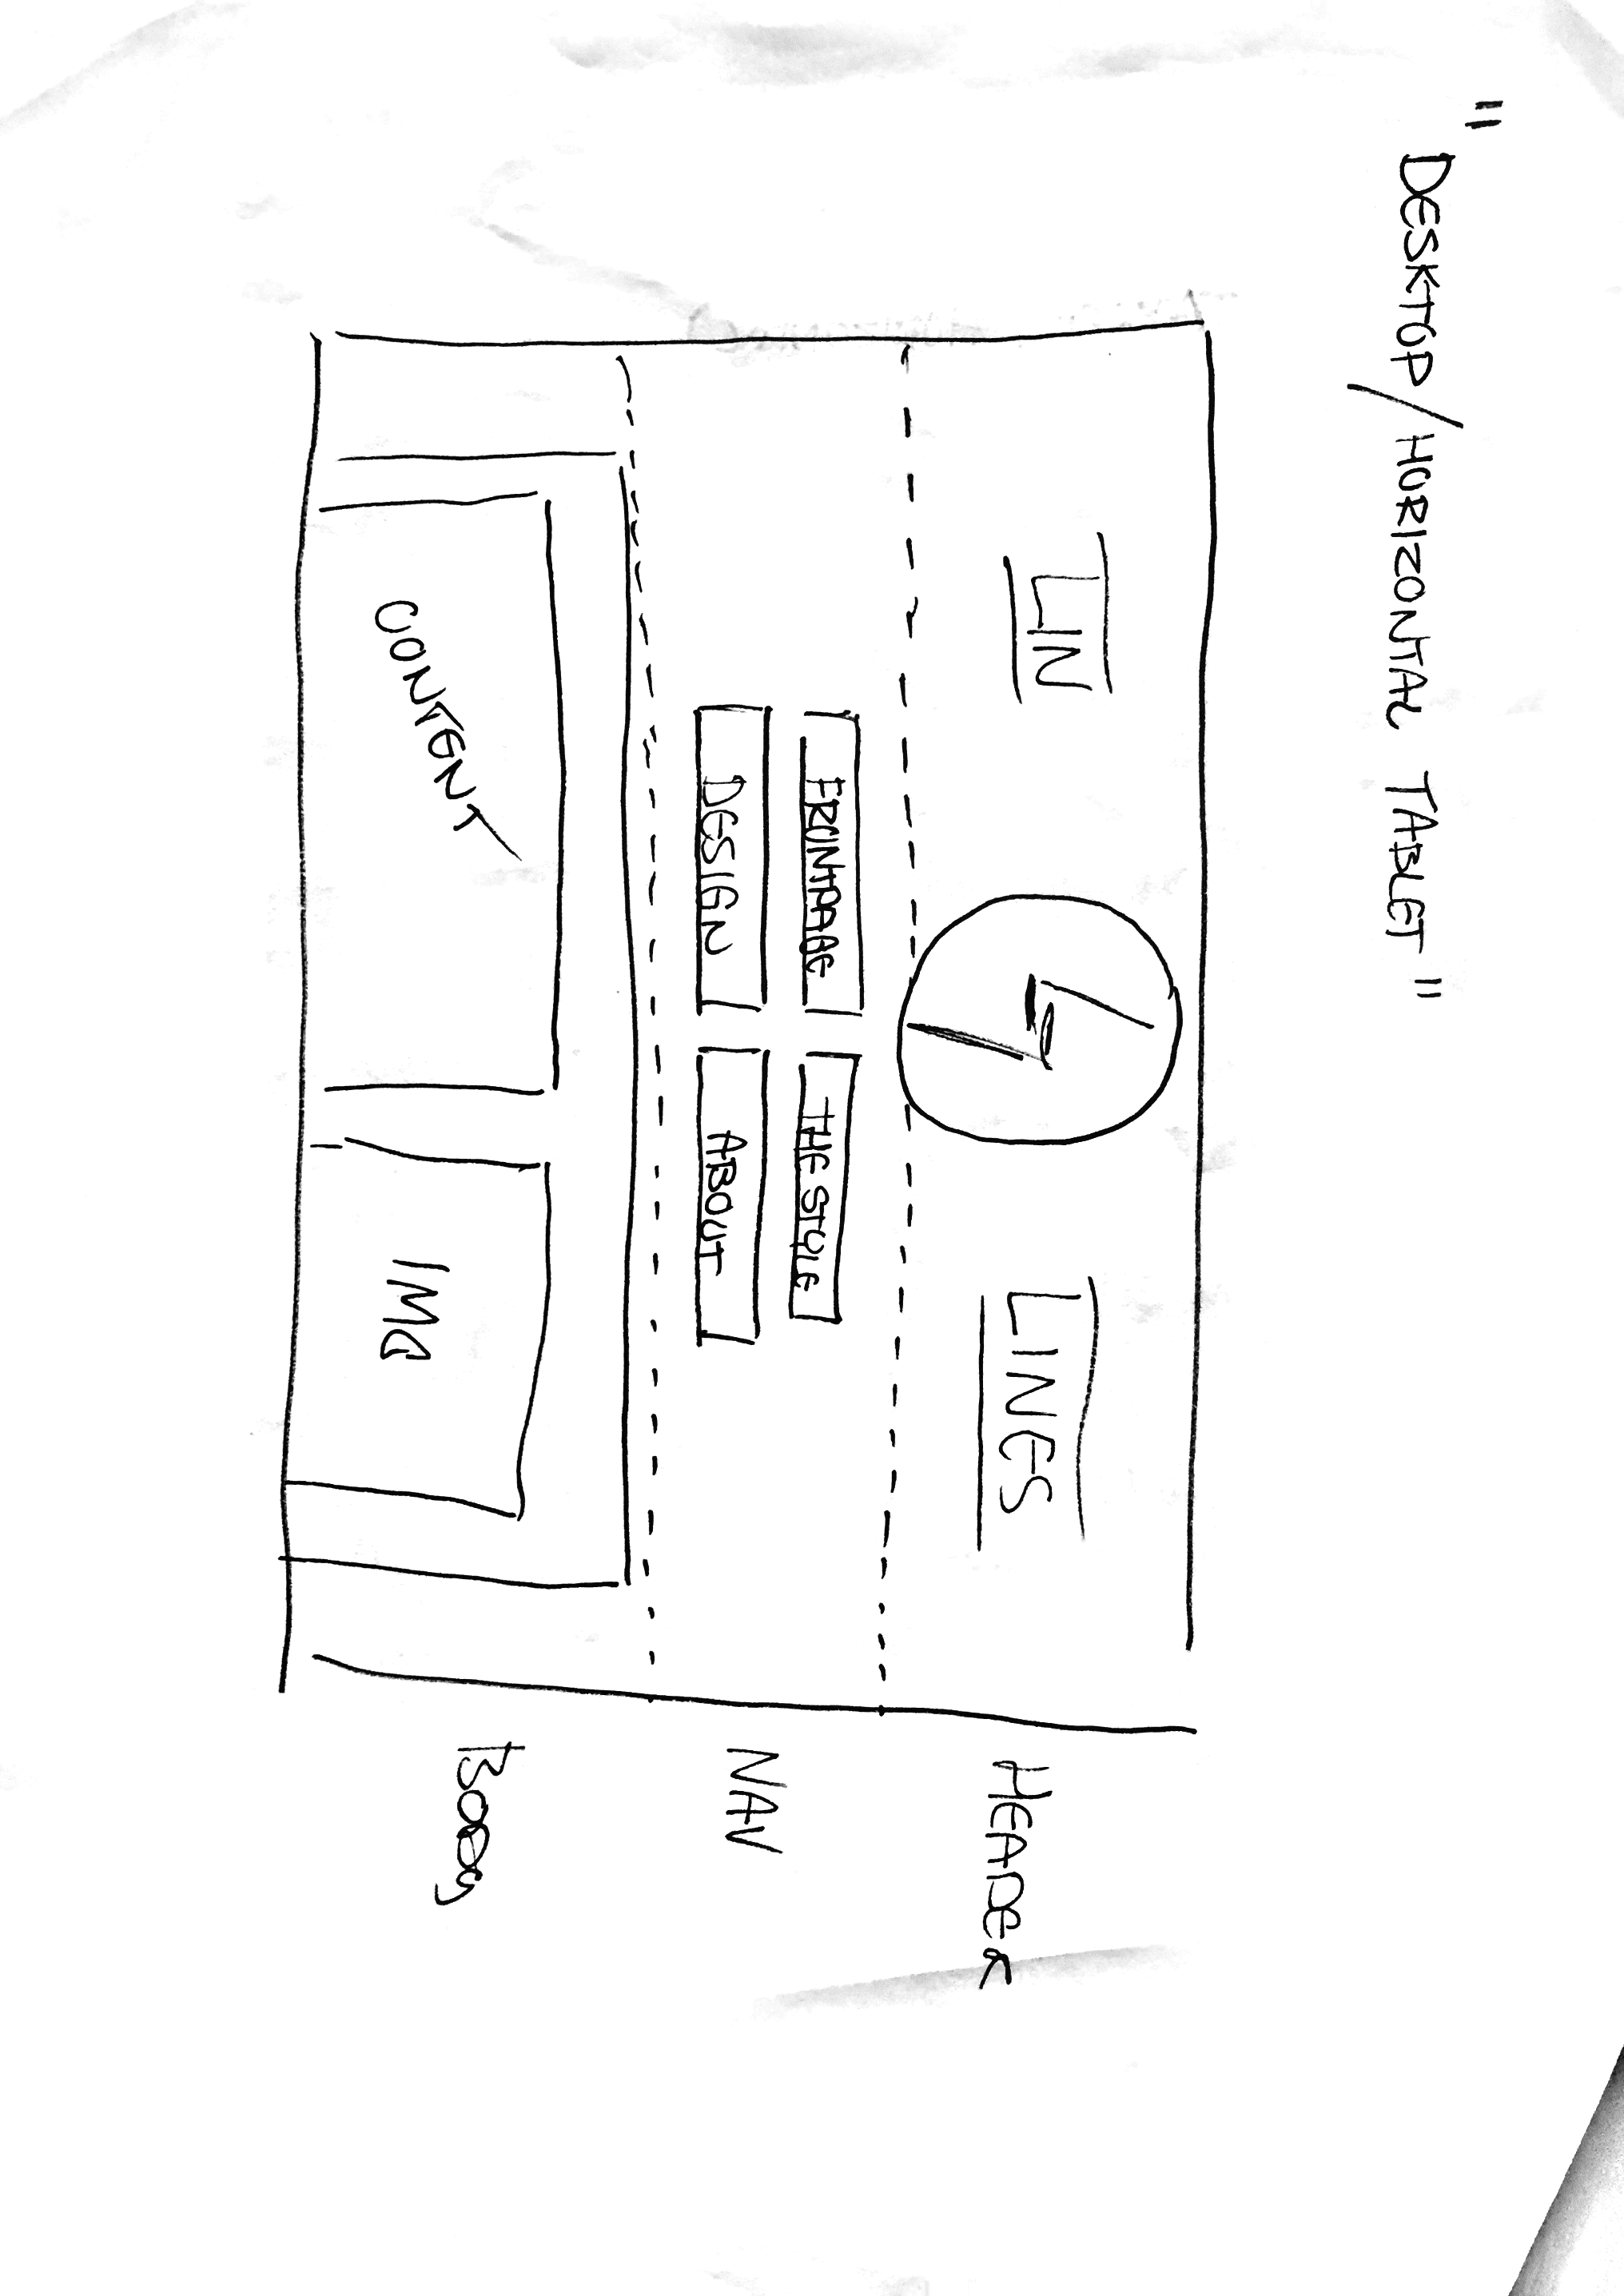 "DESKTOP/HORIZONTAL TABLET"
LIN LINES
HEADER
FRONTPAGE THE STYLE
DESIGN ABOUT
NAV
CONTENT IMG
BODY